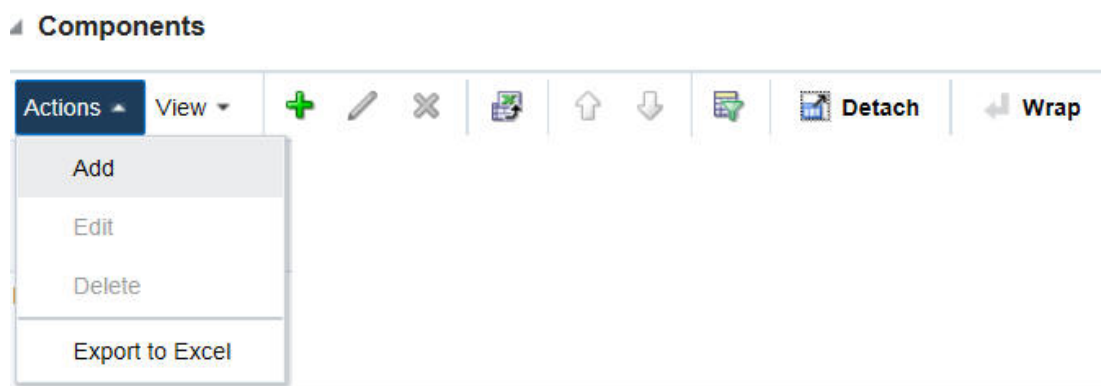 Components
Actions View Detach Wrap
Add
Edit
Delete
Export to Excel